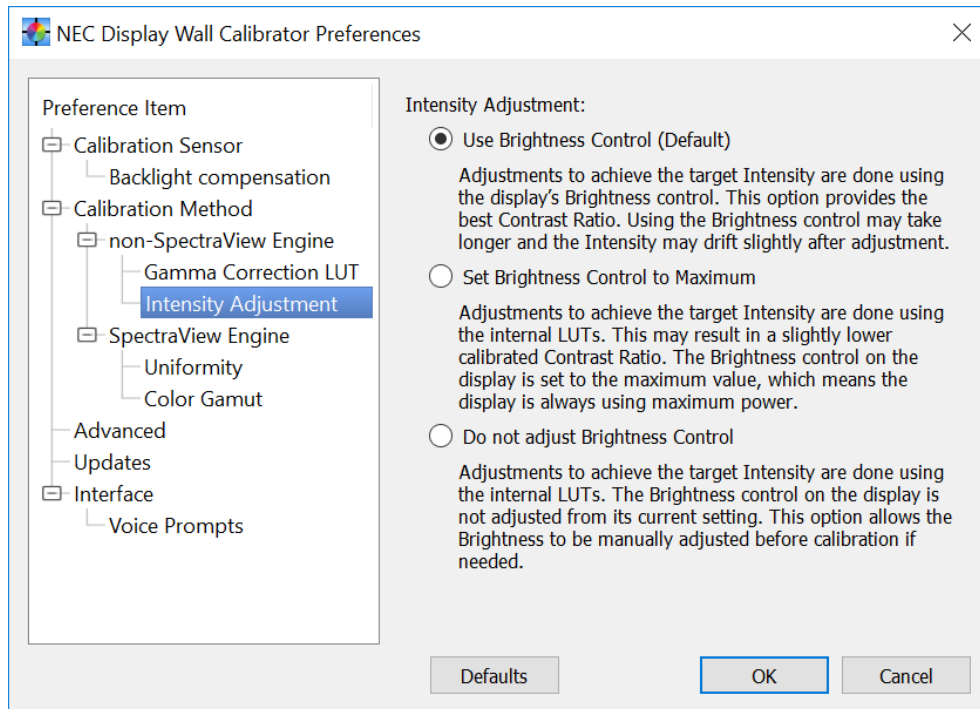 NEC Display Wall Calibrator Preferences
Preference Item
Calibration Sensor
Backlight compensation
Calibration Method
non-SpectraView Engine
Gamma Correction LUT
Intensity Adjustment
SpectraView Engine
Uniformity
Color Gamut
Advanced
Updates
Interface
Voice Prompts
Intensity Adjustment:
Use Brightness Control (Default)
Adjustments to achieve the target Intensity are done using
the display's Brightness control. This option provides the
best Contrast Ratio. Using the Brightness control may take
longer and the Intensity may drift slightly after adjustment.
Set Brightness Control to Maximum
Adjustments to achieve the target Intensity are done using
the internal LUTs. This may result in a slightly lower
calibrated Contrast Ratio. The Brightness control on the
display is set to the maximum value, which means the
display is always using maximum power.
Do not adjust Brightness Control
Adjustments to achieve the target Intensity are done using
the internal LUTs. The Brightness control on the display is
not adjusted from its current setting. This option allows the
Brightness to be manually adjusted before calibration if
needed.
Defaults
OK
Cancel